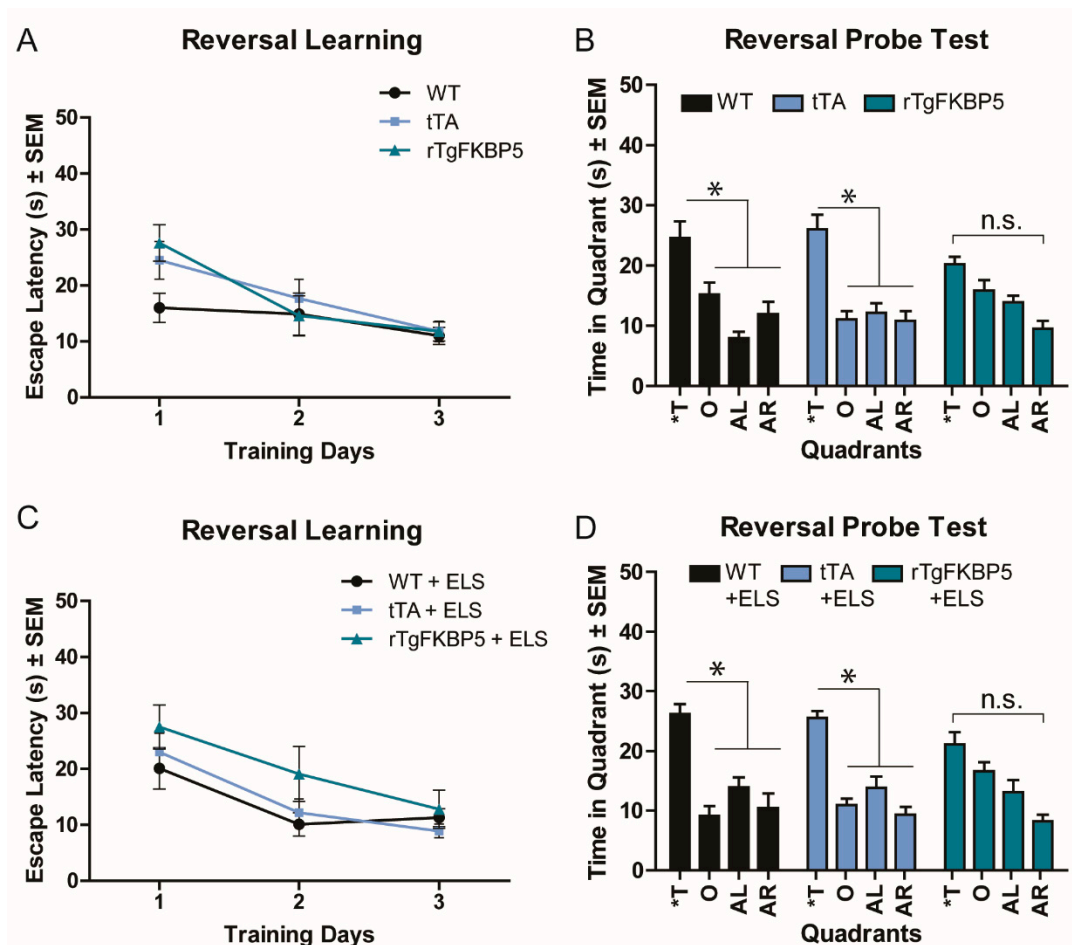 A
Reversal Learning
WT
tTA
rTgFKBP5
Escape Latency (s) ± SEM
50
40
30
20
10
0
1 2 3
Training Days
B
Reversal Probe Test
WT tTA rTgFKBP5
Time in Quadrant (s) ± SEM
50
40
30
20
10
0
* * n.s.
*T O AL AR *T O AL AR *T O AL AR
Quadrants
C
Reversal Learning
WT + ELS
tTA + ELS
rTgFKBP5 + ELS
Escape Latency (s) ± SEM
50
40
30
20
10
0
1 2 3
Training Days
D
Reversal Probe Test
WT tTA rTgFKBP5
+ELS +ELS +ELS
Time in Quadrant (s) ± SEM
50
40
30
20
10
0
* * n.s.
*T O AL AR *T O AL AR *T O AL AR
Quadrants